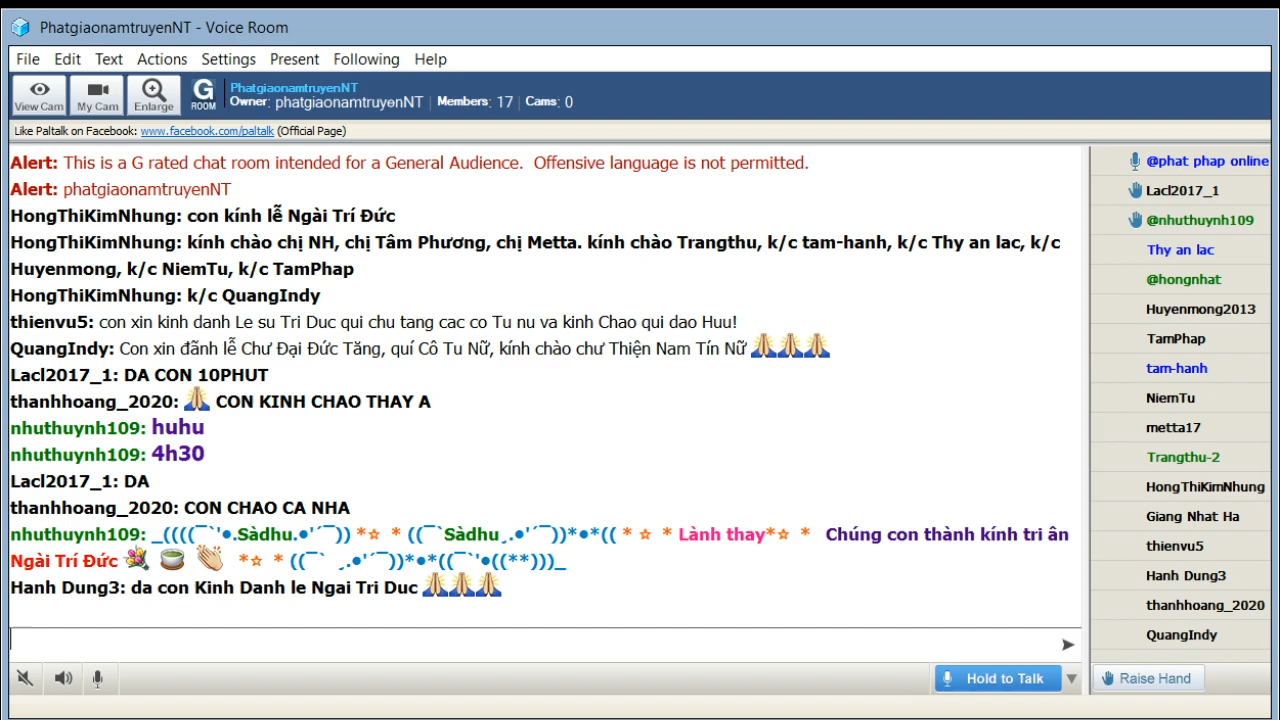 PhatgiaonamtruyenNT - Voice Room
File Edit Text Actions Settings Present Following Help
View Cam My Cam Enlarge G ROOM
PhatgiaonamtruyenNT
Owner: phatgiaonamtruyenNT | Members: 17 | Cams: 0
Like Paltalk on Facebook: www.facebook.com/paltalk (Official Page)
Alert: This is a G rated chat room intended for a General Audience. Offensive language is not permitted.
Alert: phatgiaonamtruyenNT
HongThiKimNhung: con kính lễ Ngài Trí Đức
HongThiKimNhung: kính chào chị NH, chị Tâm Phương, chị Metta. kính chào Trangthu, k/c tam-hanh, k/c Thy an lac, k/c
Huyenmong, k/c NiemTu, k/c TamPhap
HongThiKimNhung: k/c QuangIndy
thienvu5: con xin kinh danh Le su Tri Duc qui chu tang cac co Tu nu va kinh Chao qui dao Huu!
QuangIndy: Con xin đãnh lễ Chư Đại Đức Tăng, quí Cô Tu Nữ, kính chào chư Thiện Nam Tín Nữ 🙏🙏🙏
Lacl2017_1: DA CON 10PHUT
thanhhoang_2020: 🙏 CON KINH CHAO THAY A
nhuthuynh109: huhu
nhuthuynh109: 4h30
Lacl2017_1: DA
thanhhoang_2020: CON CHAO CA NHA
nhuthuynh109: _((((¯`'•.Sàdhu.•'´¯)) *☆ * ((¯`Sàdhu¸.•'´¯))*•*(( * ☆ * Lành thay*☆ * Chúng con thành kính tri ân
Ngài Trí Đức 💐 🍵 👏 *☆ * ((¯` ¸.•'´¯))*•*((¯`'•((**)))_
Hanh Dung3: da con Kinh Danh le Ngai Tri Duc 🙏🙏🙏
Hold to Talk
@phat phap online
Lacl2017_1
@nhuthuynh109
Thy an lac
@hongnhat
Huyenmong2013
TamPhap
tam-hanh
NiemTu
metta17
Trangthu-2
HongThiKimNhung
Giang Nhat Ha
thienvu5
Hanh Dung3
thanhhoang_2020
QuangIndy
Raise Hand